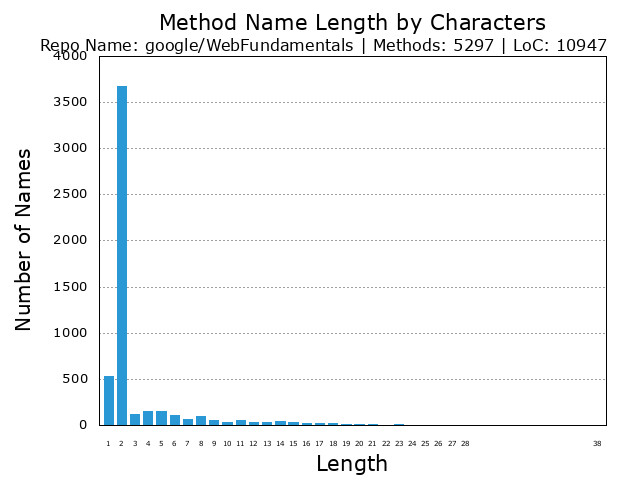 Method Name Length by Characters
Repo Name: google/WebFundamentals | Methods: 5297 | LoC: 10947
4000
3500
3000
2500
2000
1500
1000
500
0
Number of Names
1 2 3 4 5 6 7 8 9 10 11 12 13 14 15 16 17 18 19 20 21 22 23 24 25 26 27 28 38
Length